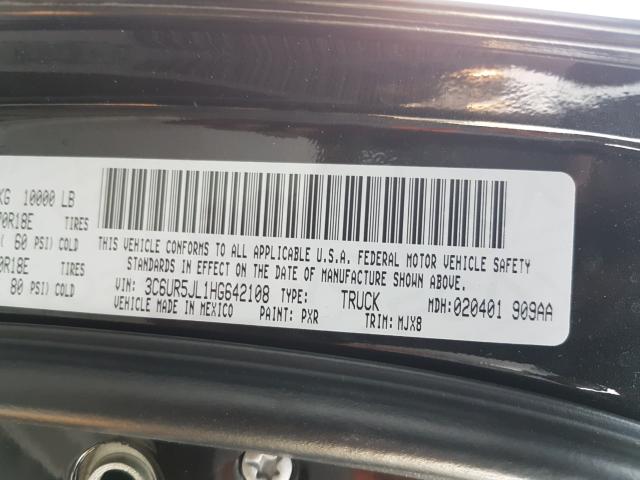 KG 10000 LB
70R18E TIRES
( 60 PSI) COLD
0R18E TIRES
80 PSI) COLD
THIS VEHICLE CONFORMS TO ALL APPLICABLE U.S.A. FEDERAL MOTOR VEHICLE SAFETY
STANDARDS IN EFFECT ON THE DATE OF MANUFACTURE SHOWN ABOVE.
VIN: 3C6UR5JL1HG642108 TYPE: TRUCK MDH:020401 909AA
VEHICLE MADE IN MEXICO PAINT: PXR TRIM: MJX8